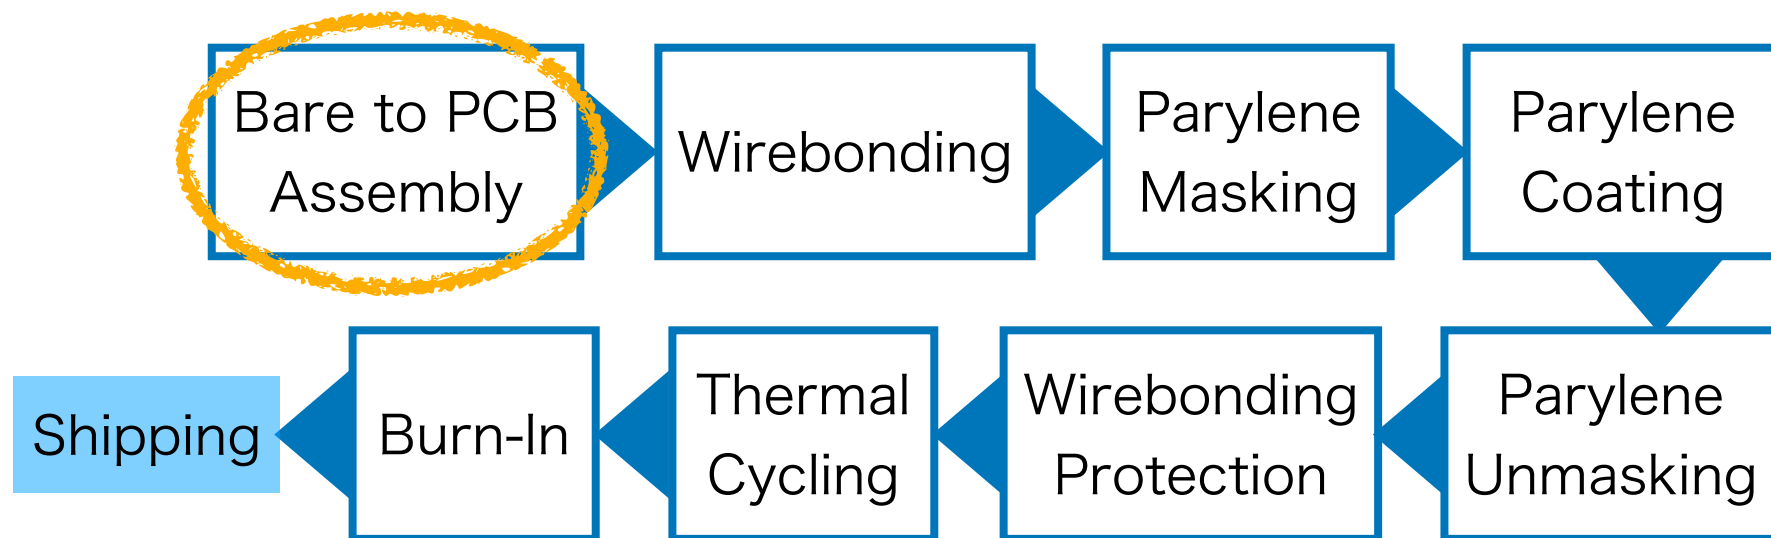 Bare to PCB
Assembly
Wirebonding
Parylene
Masking
Parylene
Coating
Parylene
Unmasking
Wirebonding
Protection
Thermal
Cycling
Burn-In
Shipping